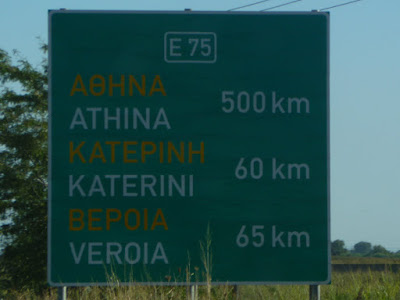 E 75
ΑΘΗΝΑ
ATHINA 500 km
ΚΑΤΕΡΙΝΗ
KATERINI 60 km
ΒΕΡΟΙΑ
VEROIA 65 km